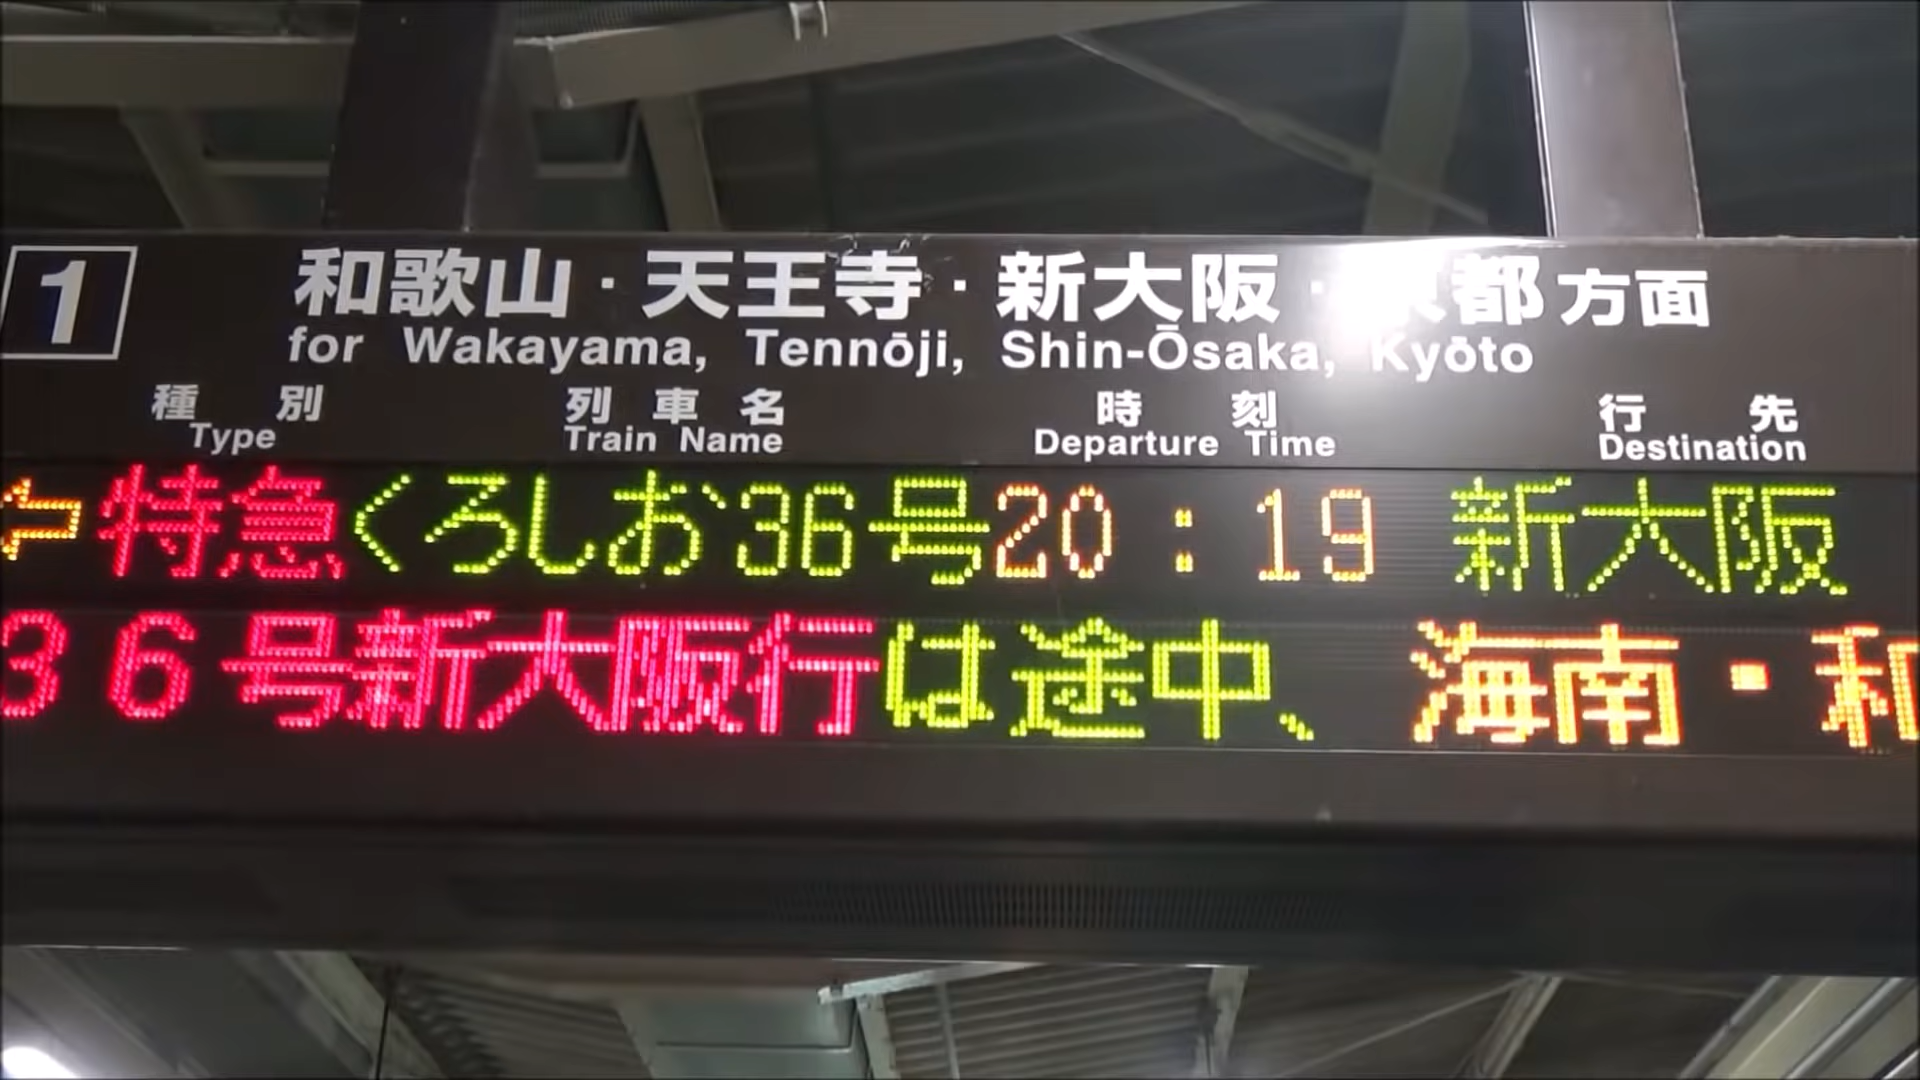 1
和歌山・天王寺・新大阪・京都方面
for Wakayama, Tennōji, Shin-Ōsaka, Kyōto
種別 列車名 時刻 行先
Type Train Name Departure Time Destination
⇦特急くろしお36号20:19 新大阪
36号新大阪行は途中、海南・和